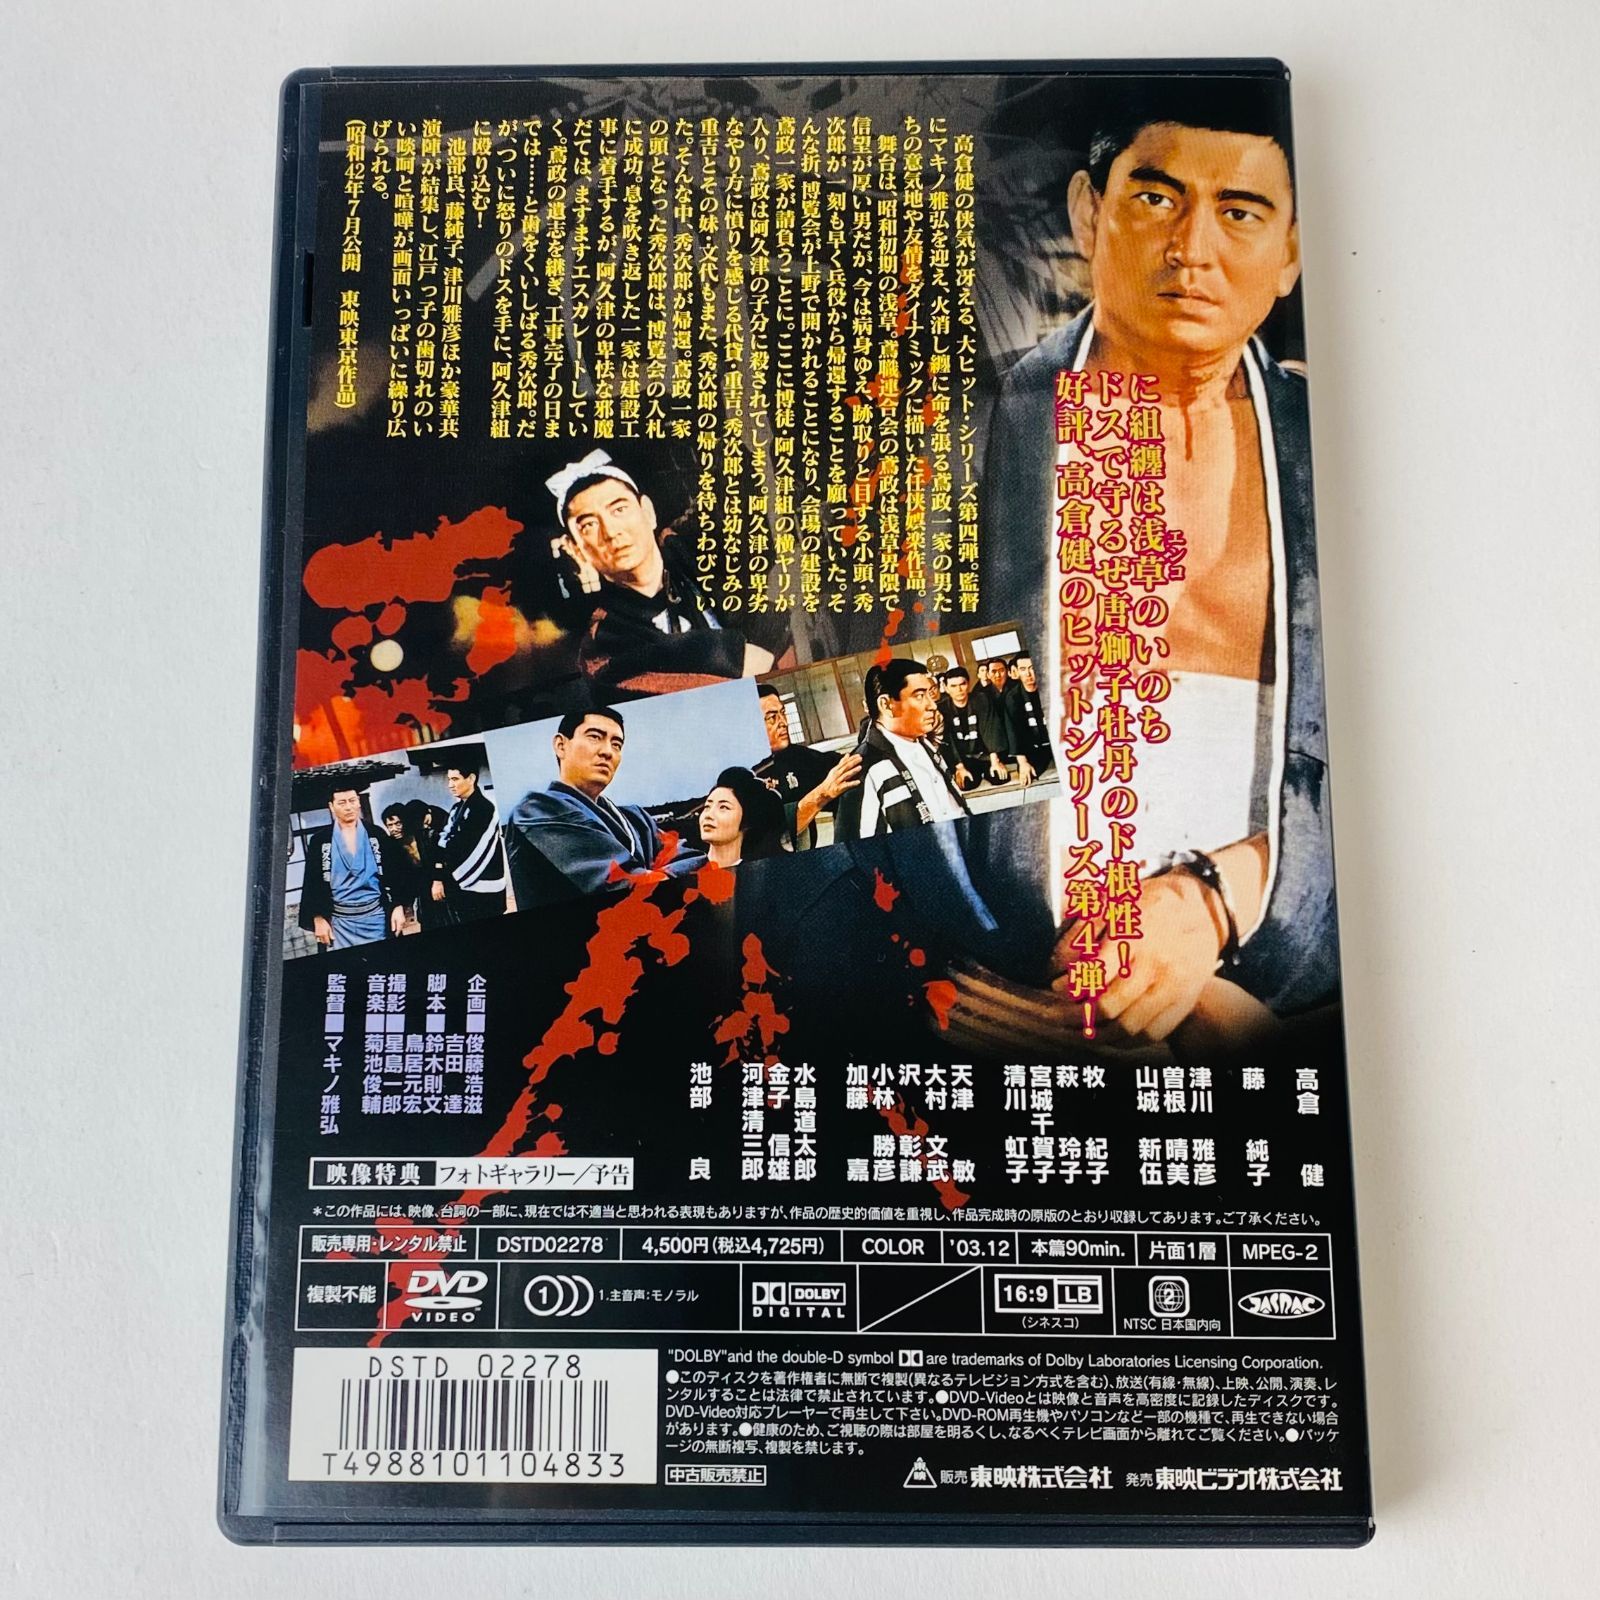 に組纏は浅草のいのち
エンコ
ドスで守るぜ唐獅子牡丹のド根性！
好評、高倉健のヒットシリーズ第４弾！
高倉健の侠気が冴える、大ヒット・シリーズ第四弾。監督
にマキノ雅弘を迎え、火消し纏に命を張る鳶政一家の男た
ちの意気地や友情をダイナミックに描いた任侠娯楽作品。
舞台は、昭和初期の浅草。鳶職連合会の鳶政は浅草界隈で
信望が厚い男だが、今は病身ゆえ、跡取りと目する小頭・秀
次郎が一刻も早く兵役から帰還することを願っていた。そ
んな折、博覧会が上野で開かれることになり、会場の建設を
鳶政一家が請負うことに。ここに博徒・阿久津組の横ヤリが
入り、鳶政は阿久津の子分に殺されてしまう。阿久津の卑劣
なやり方に憤りを感じる代貸・重吉。秀次郎とは幼なじみの
重吉とその妹・文代もまた、秀次郎の帰りを待ちわびてい
た。そんな中、秀次郎が帰還。鳶政一家
の頭となった秀次郎は、博覧会の入札
に成功。息を吹き返した一家は建設工
事に着手するが、阿久津の卑怯な邪魔
だては、ますますエスカレートしてい
く。鳶政の遺志を継ぎ、工事完了の日ま
では……と歯をくいしばる秀次郎。だ
が、ついに怒りのドスを手に、阿久津組
に殴り込む！
池部良、藤純子、津川雅彦ほか豪華共
演陣が結集し、江戸っ子の歯切れのい
い啖呵と喧嘩が画面いっぱいに繰り広
げられる。
（昭和42年7月公開　東映東京作品）
企画■俊藤浩滋
吉田達
脚本■鈴木則文
鳥居元宏
撮影■星島一郎
音楽■菊池俊輔
監督■マキノ雅弘
高倉健
藤純子
津川雅彦
曽根晴美
山城新伍
牧紀子
萩玲子
宮城千賀子
清川虹子
天津敏
大村文武
沢彰謙
小林勝彦
加藤嘉
水島道太郎
金子信雄
河津清三郎
池部良
映像特典 フォトギャラリー／予告
＊この作品には、映像、台詞の一部に、現在では不適当と思われる表現もありますが、作品の歴史的価値を重視し、作品完成時の原版のとおり収録してあります。ご了承ください。
販売専用・レンタル禁止 DSTD02278 4,500円（税込4,725円） COLOR '03.12 本篇90min. 片面1層 MPEG-2
複製不能 DVD VIDEO 1 1.主音声：モノラル DOLBY DIGITAL 16:9 LB （シネスコ） 2 NTSC 日本国内向 JASRAC
DSTD 02278
T4988101104833
"DOLBY"and the double-D symbol are trademarks of Dolby Laboratories Licensing Corporation.
●このディスクを著作権者に無断で複製（異なるテレビジョン方式を含む）、放送（有線・無線）、上映、公開、演奏、レ
ンタルすることは法律で禁止されています。●DVD-Videoとは映像と音声を高密度に記録したディスクです。
DVD-Video対応プレーヤーで再生して下さい。DVD-ROM再生機やパソコンなど一部の機種で、再生できない場合
があります。●健康のため、ご視聴の際は部屋を明るくし、なるべくテレビ画面から離れてご覧ください。●パッケ
ージの無断複写、複製を禁じます。
中古販売禁止
東映 販売 東映株式会社 発売 東映ビデオ株式会社